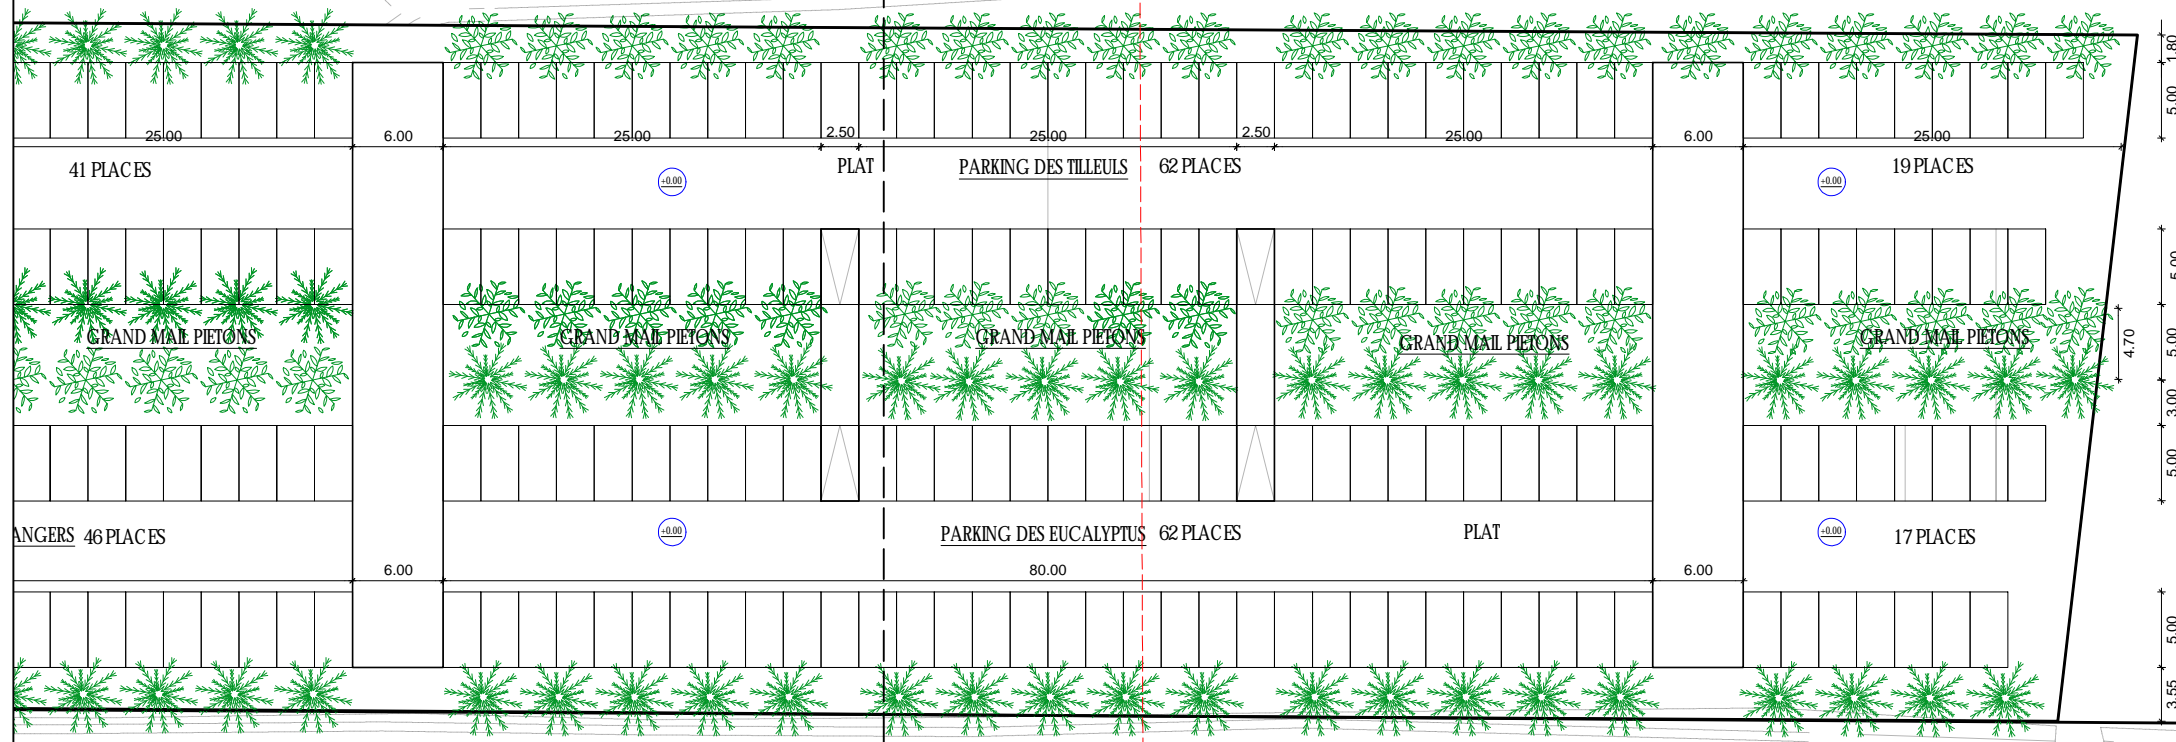 1.80
5.00
25.00 6.00 25.00 2.50 25.00 2.50 25.00 6.00 25.00
41 PLACES PLAT PARKING DES TILLEULS 62 PLACES 19 PLACES
+0.00 +0.00
5.00
GRAND MAIL PIETONS GRAND MAIL PIETONS GRAND MAIL PIETONS GRAND MAIL PIETONS GRAND MAIL PIETONS
4.70 5.00
3.00
5.00
ANGERS 46 PLACES +0.00 PARKING DES EUCALYPTUS 62 PLACES PLAT +0.00 17 PLACES
6.00 80.00 6.00
5.00
3.55